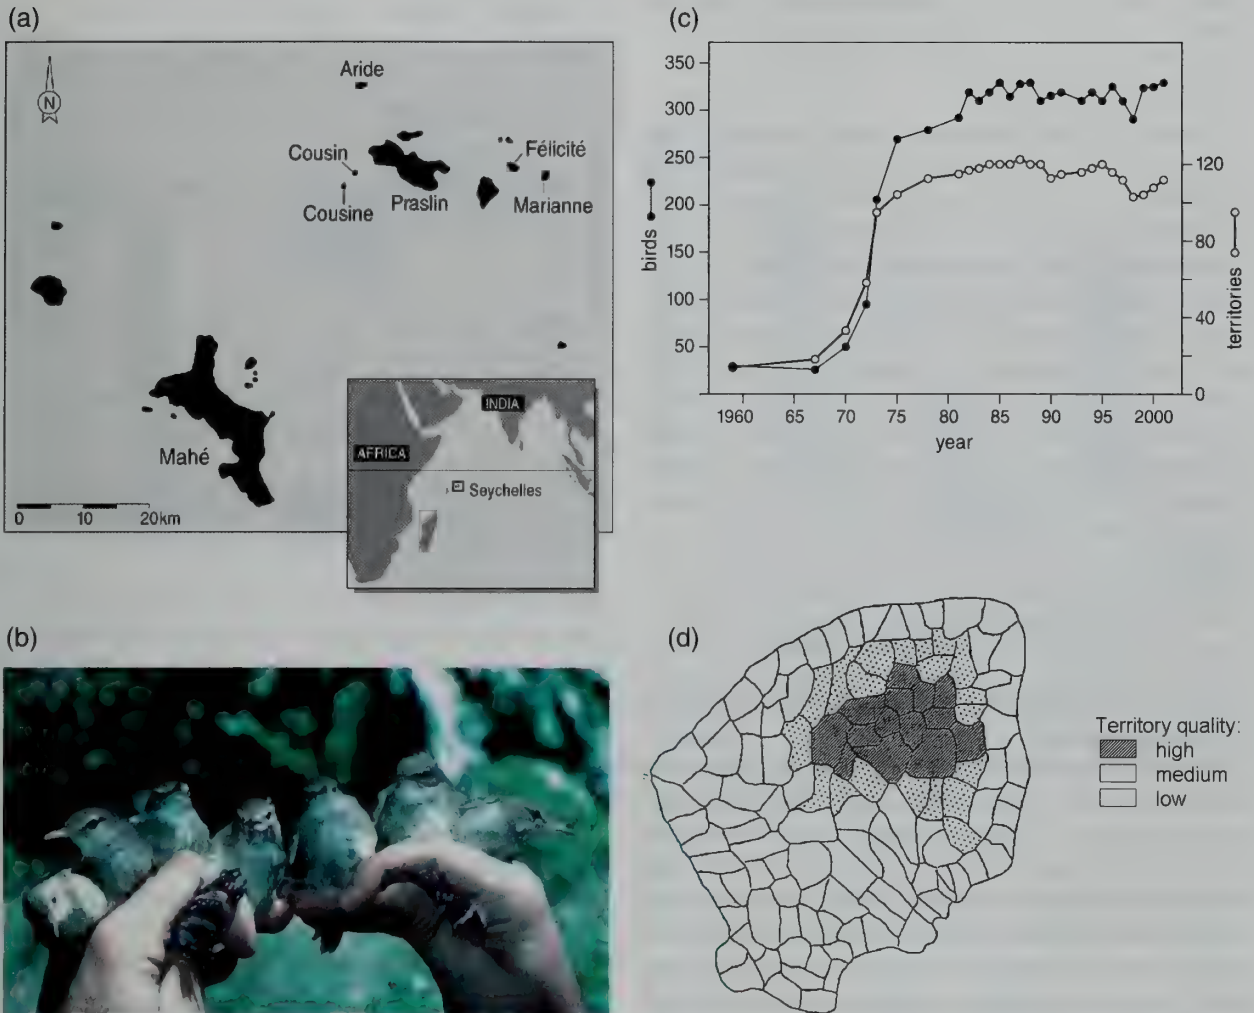 (a)
N
Aride
Cousin
Félicité
Cousine
Praslin
Marianne
Mahé
0 10 20km
INDIA
AFRICA
Seychelles
(b)
(c)
350
300
250
200
150
100
50
birds
120
80
40
0
territories
1960 65 70 75 80 85 90 95 2000
year
(d)
Territory quality:
high
medium
low